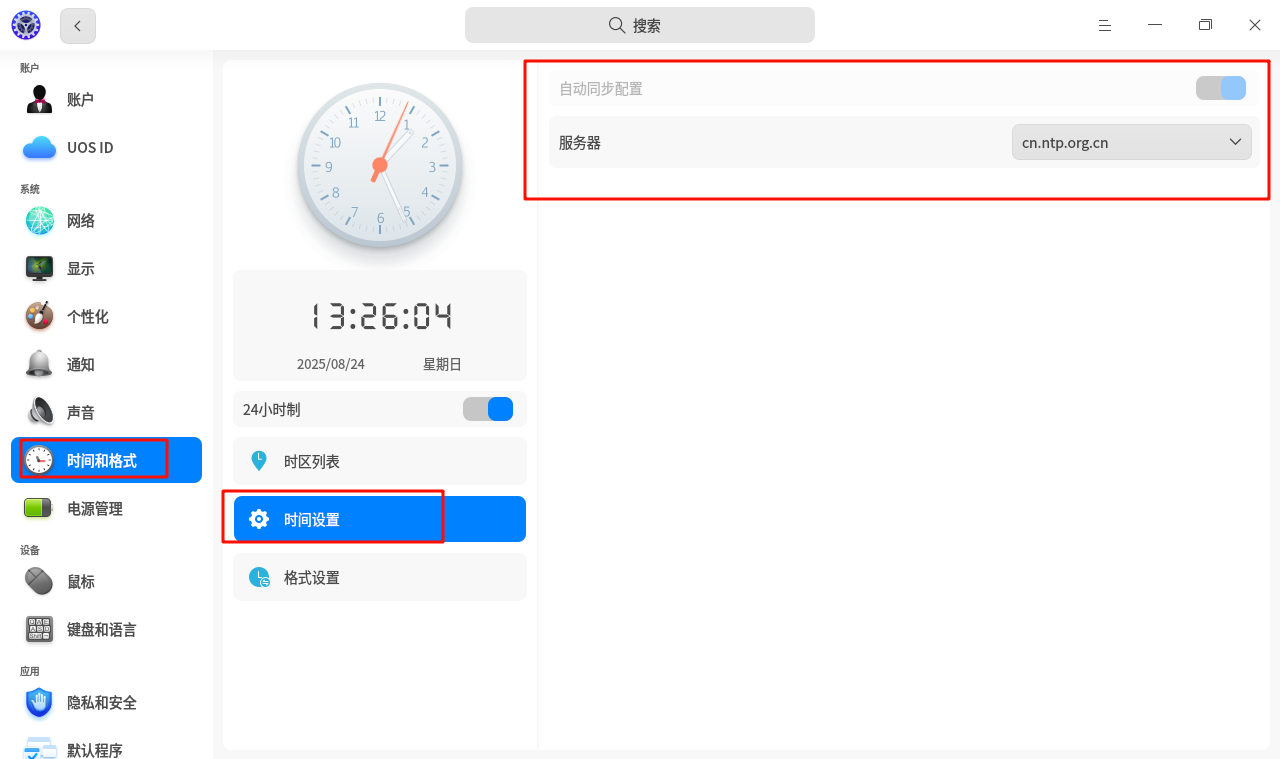 搜索
账户
账户
UOS ID
系统
网络
显示
个性化
通知
声音
时间和格式
电源管理
设备
鼠标
键盘和语言
应用
隐私和安全
默认程序
12
1
2
3
4
5
6
7
8
9
10
11
13:26:04
2025/08/24 星期日
24小时制
时区列表
时间设置
格式设置
自动同步配置
服务器 cn.ntp.org.cn